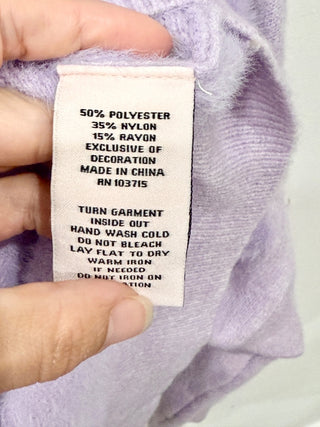 50% POLYESTER
35% NYLON
15% RAYON
EXCLUSIVE OF
DECORATION
MADE IN CHINA
RN 103715
TURN GARMENT
INSIDE OUT
HAND WASH COLD
DO NOT BLEACH
LAY FLAT TO DRY
WARM IRON
IF NEEDED
DO NOT IRON ON